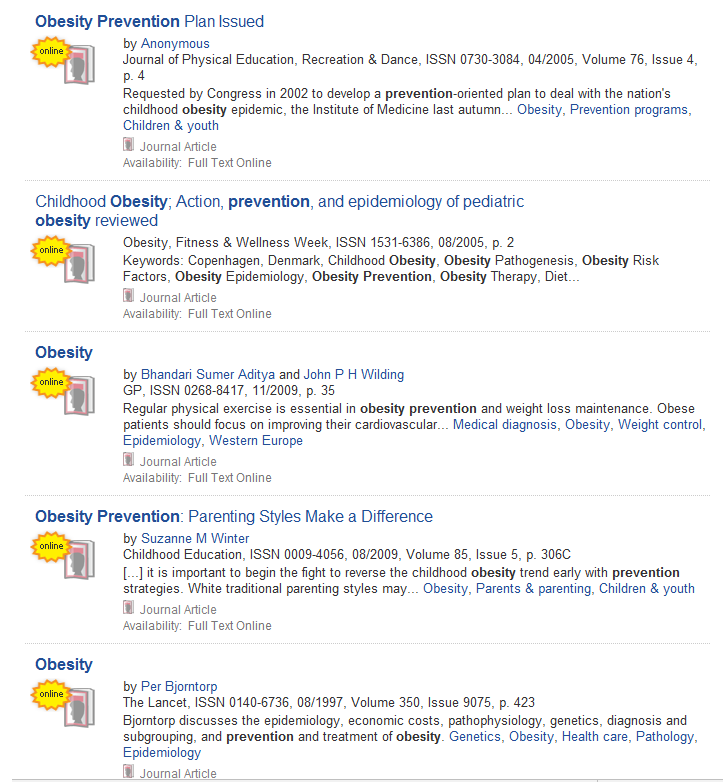 Obesity Prevention Plan Issued
online
by Anonymous
Journal of Physical Education, Recreation & Dance, ISSN 0730-3084, 04/2005, Volume 76, Issue 4,
p. 4
Requested by Congress in 2002 to develop a prevention-oriented plan to deal with the nation's
childhood obesity epidemic, the Institute of Medicine last autumn... Obesity, Prevention programs,
Children & youth
Journal Article
Availability: Full Text Online
Childhood Obesity; Action, prevention, and epidemiology of pediatric
obesity reviewed
online
Obesity, Fitness & Wellness Week, ISSN 1531-6386, 08/2005, p. 2
Keywords: Copenhagen, Denmark, Childhood Obesity, Obesity Pathogenesis, Obesity Risk
Factors, Obesity Epidemiology, Obesity Prevention, Obesity Therapy, Diet...
Journal Article
Availability: Full Text Online
Obesity
online
by Bhandari Sumer Aditya and John P H Wilding
GP, ISSN 0268-8417, 11/2009, p. 35
Regular physical exercise is essential in obesity prevention and weight loss maintenance. Obese
patients should focus on improving their cardiovascular... Medical diagnosis, Obesity, Weight control,
Epidemiology, Western Europe
Journal Article
Availability: Full Text Online
Obesity Prevention: Parenting Styles Make a Difference
online
by Suzanne M Winter
Childhood Education, ISSN 0009-4056, 08/2009, Volume 85, Issue 5, p. 306C
[...] it is important to begin the fight to reverse the childhood obesity trend early with prevention
strategies. White traditional parenting styles may... Obesity, Parents & parenting, Children & youth
Journal Article
Availability: Full Text Online
Obesity
online
by Per Bjorntorp
The Lancet, ISSN 0140-6736, 08/1997, Volume 350, Issue 9075, p. 423
Bjorntorp discusses the epidemiology, economic costs, pathophysiology, genetics, diagnosis and
subgrouping, and prevention and treatment of obesity. Genetics, Obesity, Health care, Pathology,
Epidemiology
Journal Article